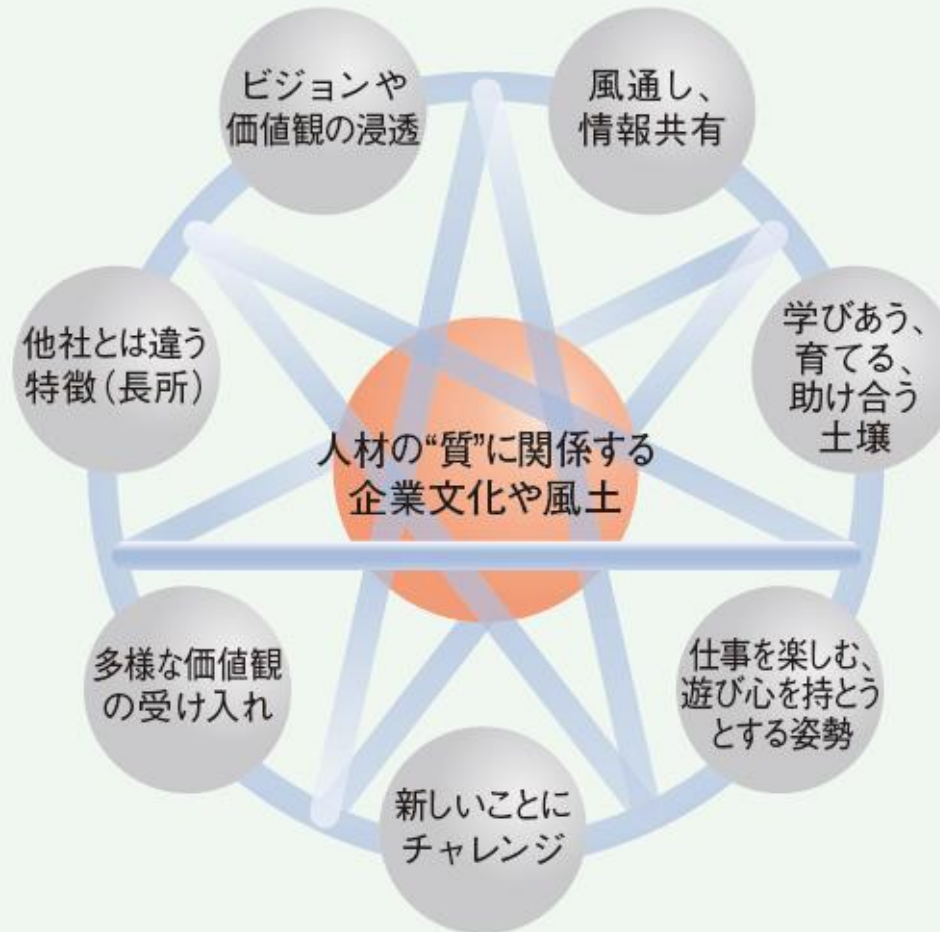 ビジョンや
価値観の浸透
風通し、
情報共有
他社とは違う
特徴(長所)
学びあう、
育てる、
助け合う
土壌
人材の“質”に関係する
企業文化や風土
多様な価値観
の受け入れ
仕事を楽しむ、
遊び心を持とう
とする姿勢
新しいことに
チャレンジ